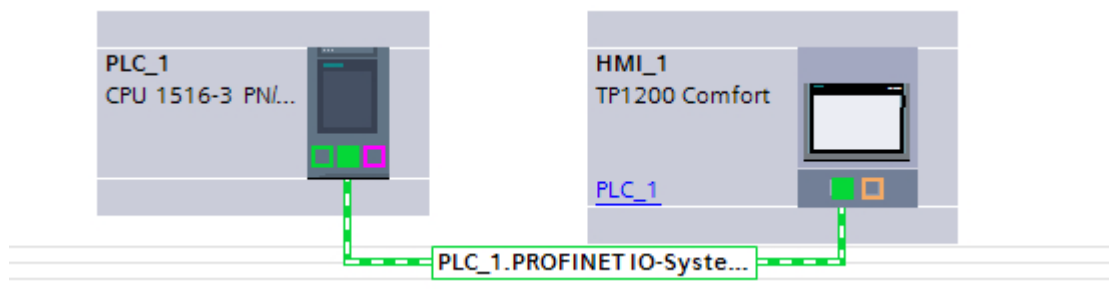 PLC_1
CPU 1516-3 PN/...
HMI_1
TP1200 Comfort
PLC_1
PLC_1.PROFINET IO-Syste...